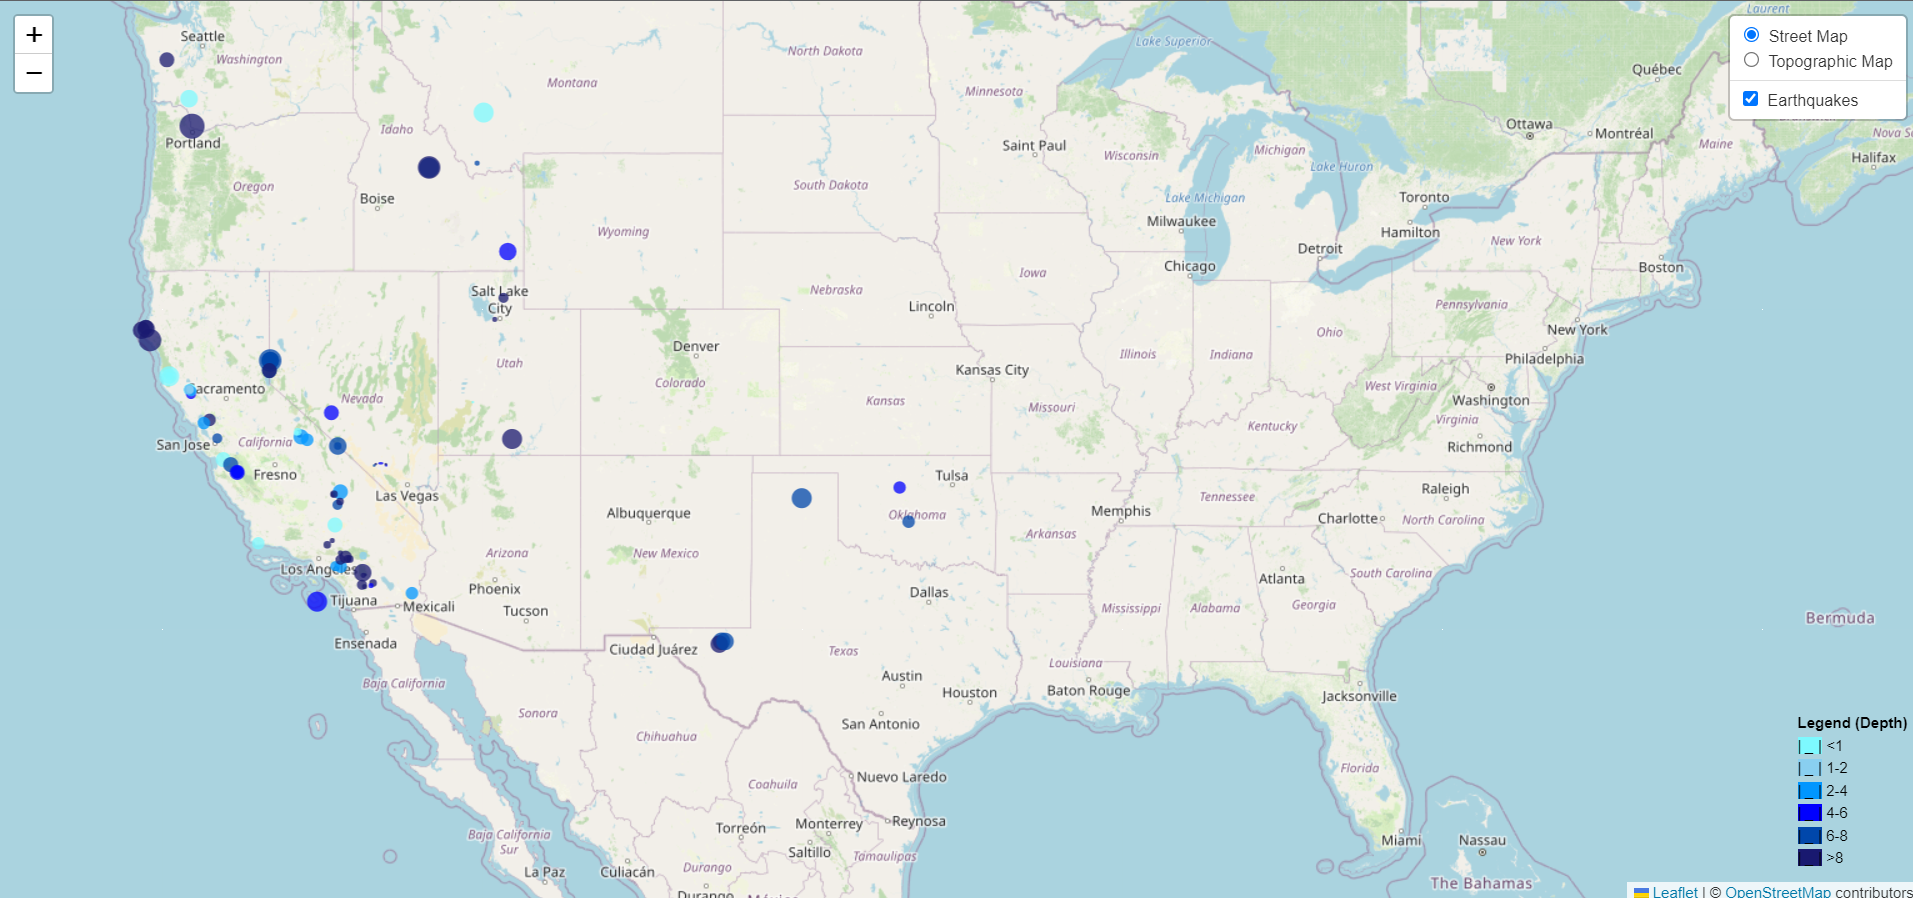 +
−
Street Map
Topographic Map
Earthquakes
Laurent
Lake Superior
Seattle
Washington
North Dakota
Montana
Minnesota
Québec
Ottawa
Montréal
Nova S
Maine
Halifax
Idaho
Portland
Saint Paul
Wisconsin
Michigan
Lake Huron
Oregon
Boise
South Dakota
Lake Michigan
Toronto
Milwaukee
Hamilton
Wyoming
Detroit
New York
Chicago
Iowa
Boston
Salt Lake
City
Nebraska
Lincoln
Pennsylvania
New York
Ohio
Denver
Illinois
Indiana
Philadelphia
Utah
Kansas City
Colorado
Sacramento
West Virginia
Nevada
Kansas
Missouri
Washington
Virginia
Kentucky
San Jose
California
Richmond
Fresno
Tulsa
Las Vegas
Raleigh
Tennessee
Albuquerque
Oklahoma
Memphis
Charlotte
North Carolina
Arkansas
Arizona
New Mexico
Los Angeles
Phoenix
Atlanta
South Carolina
Dallas
Tijuana
Mexicali
Tucson
Mississippi
Alabama
Georgia
Bermuda
Ensenada
Ciudad Juárez
Texas
Louisiana
Baja California
Austin
Houston
Baton Rouge
Jacksonville
Sonora
San Antonio
Chihuahua
Legend (Depth)
|_| <1
|_| 1-2
|_| 2-4
4-6
6-8
>8
Florida
Coahuila
Nuevo Laredo
Torreón
Monterrey
Reynosa
Baja California
Sur
Saltillo
Tamaulipas
Miami
Nassau
La Paz
Culiacán
Durango
The Bahamas
Durango
México
Leaflet | © OpenStreetMap contributors